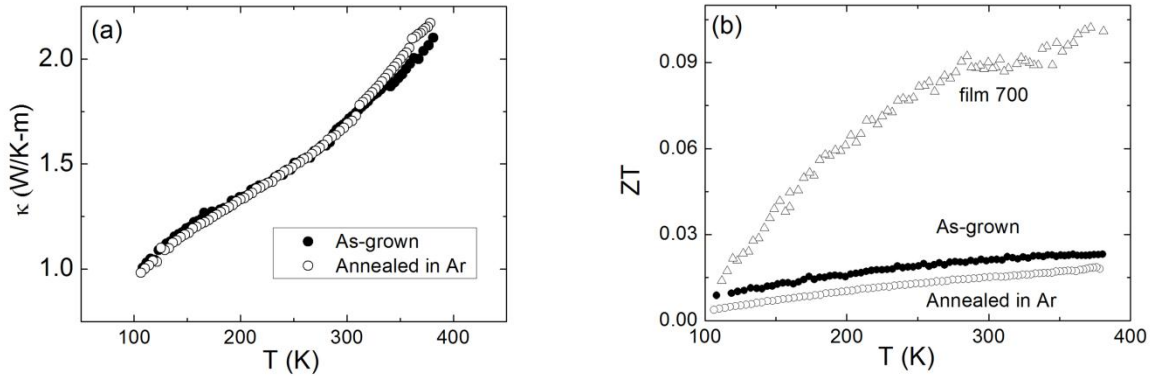 (a)
2.0
1.5
1.0
κ (W/K-m)
As-grown
Annealed in Ar
100
200
300
400
T (K)
(b)
0.09
0.06
0.03
0.00
ZT
film 700
As-grown
Annealed in Ar
100
200
300
400
T (K)